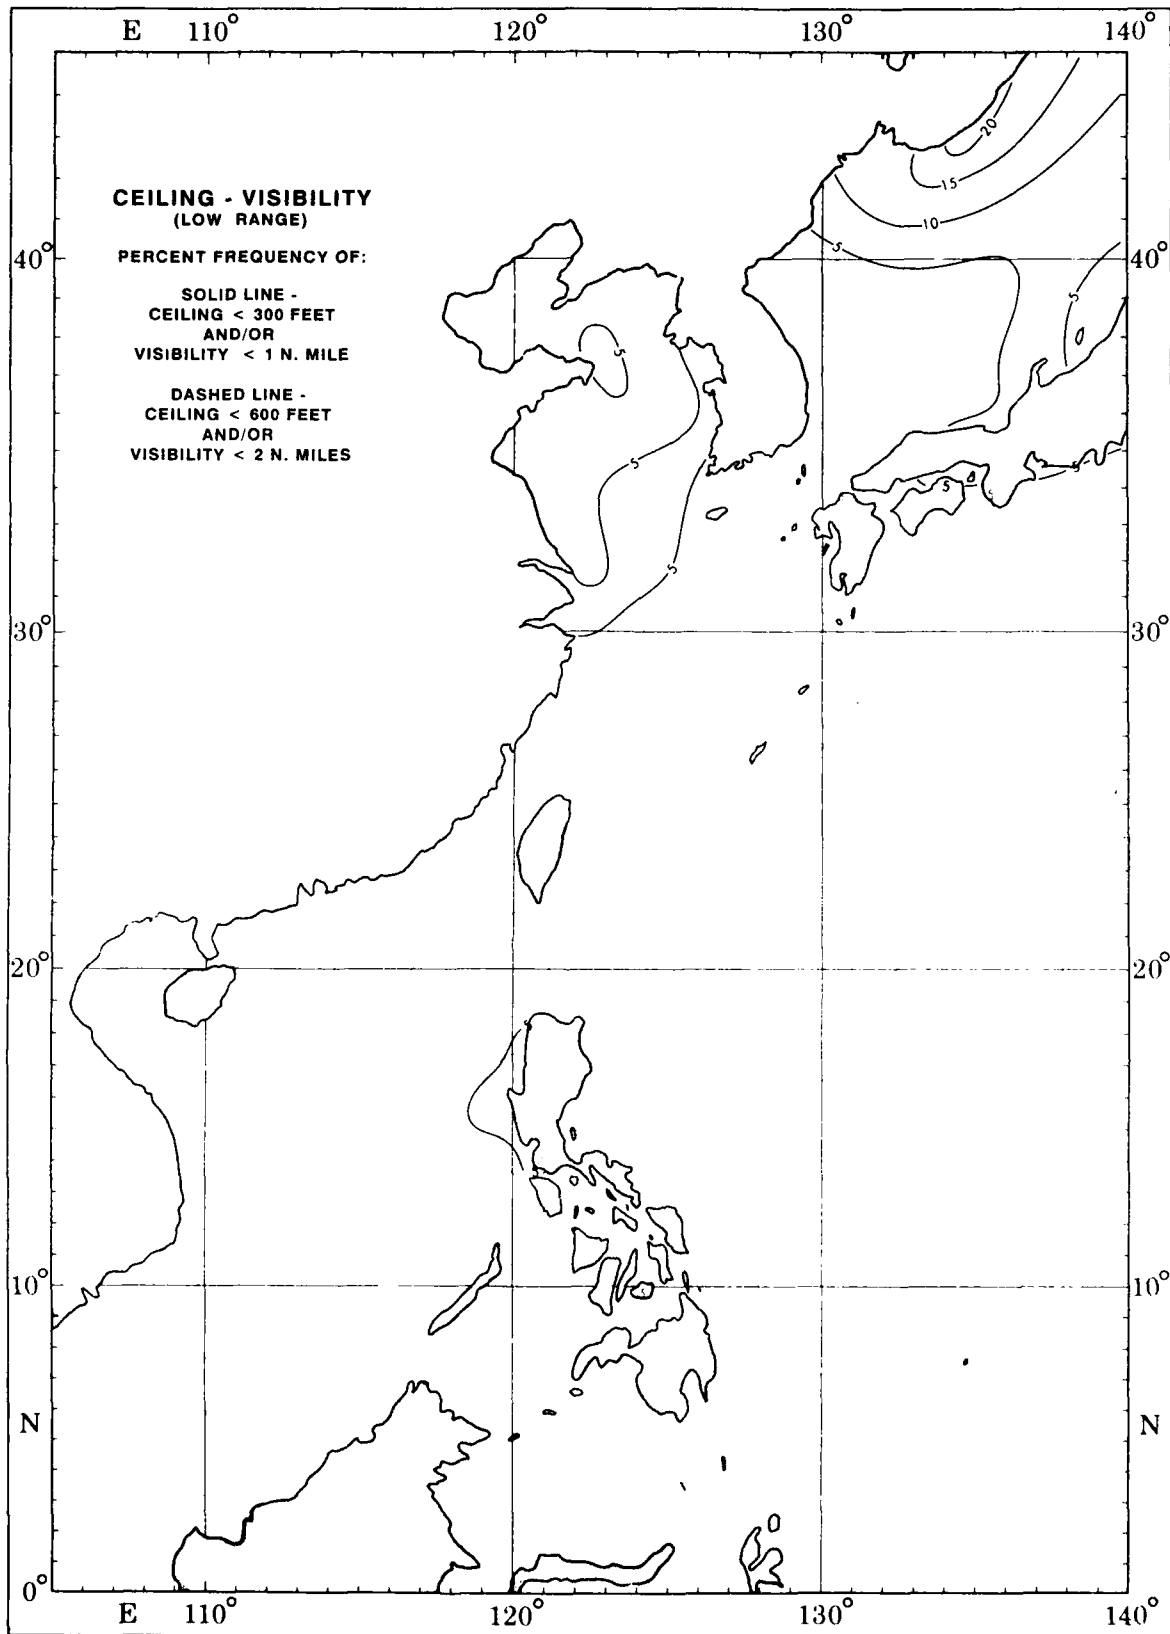 E 110° 120° 130° 140°
20
15
10
5
CEILING - VISIBILITY
(LOW RANGE)
PERCENT FREQUENCY OF:
40° 40°
SOLID LINE -
CEILING < 300 FEET
AND/OR
VISIBILITY < 1 N. MILE
5
5
DASHED LINE -
CEILING < 600 FEET
AND/OR
VISIBILITY < 2 N. MILES
5
5
5
5
30° 30°
20° 20°
10° 10°
N N
0° 0°
E 110° 120° 130° 140°